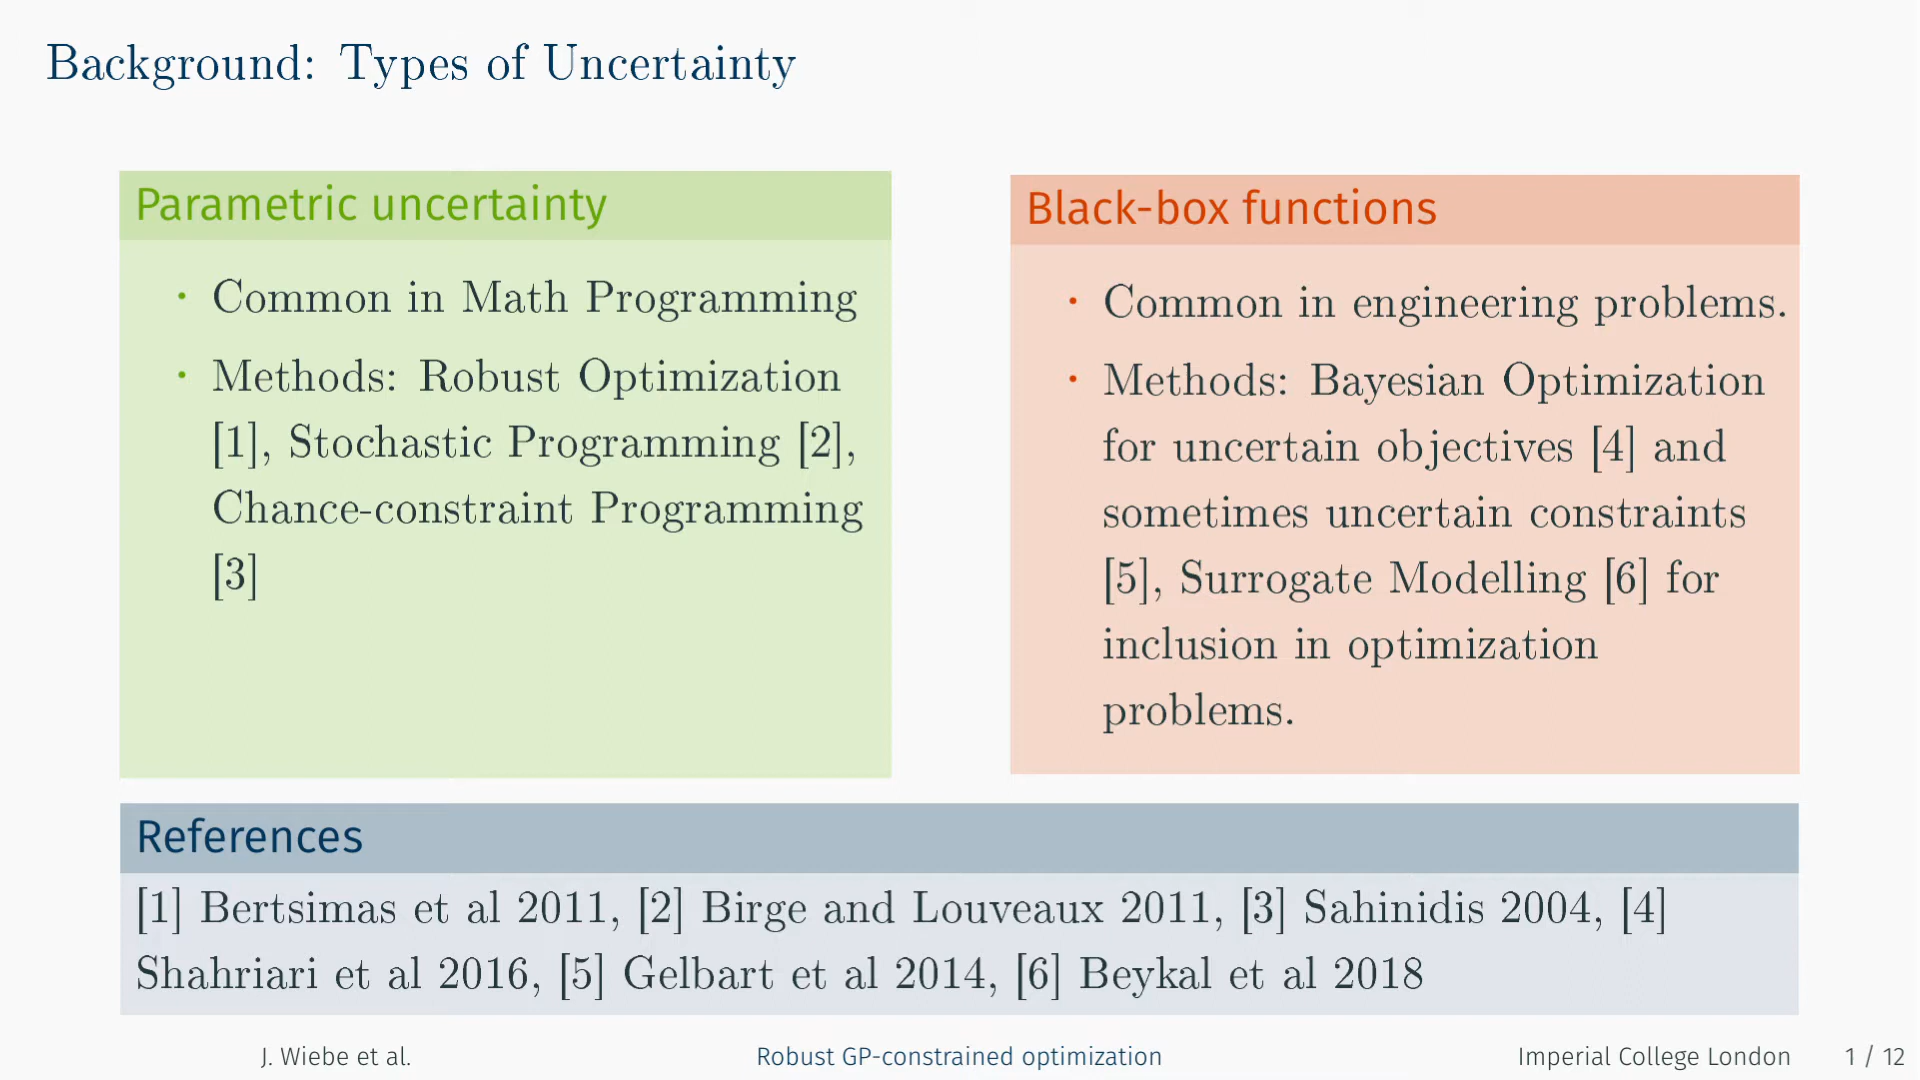 Background: Types of Uncertainty
Parametric uncertainty
• Common in Math Programming
• Methods: Robust Optimization
[1], Stochastic Programming [2],
Chance-constraint Programming
[3]
Black-box functions
• Common in engineering problems.
• Methods: Bayesian Optimization
for uncertain objectives [4] and
sometimes uncertain constraints
[5], Surrogate Modelling [6] for
inclusion in optimization
problems.
References
[1] Bertsimas et al 2011, [2] Birge and Louveaux 2011, [3] Sahinidis 2004, [4]
Shahriari et al 2016, [5] Gelbart et al 2014, [6] Beykal et al 2018
J. Wiebe et al. Robust GP-constrained optimization Imperial College London 1 / 12